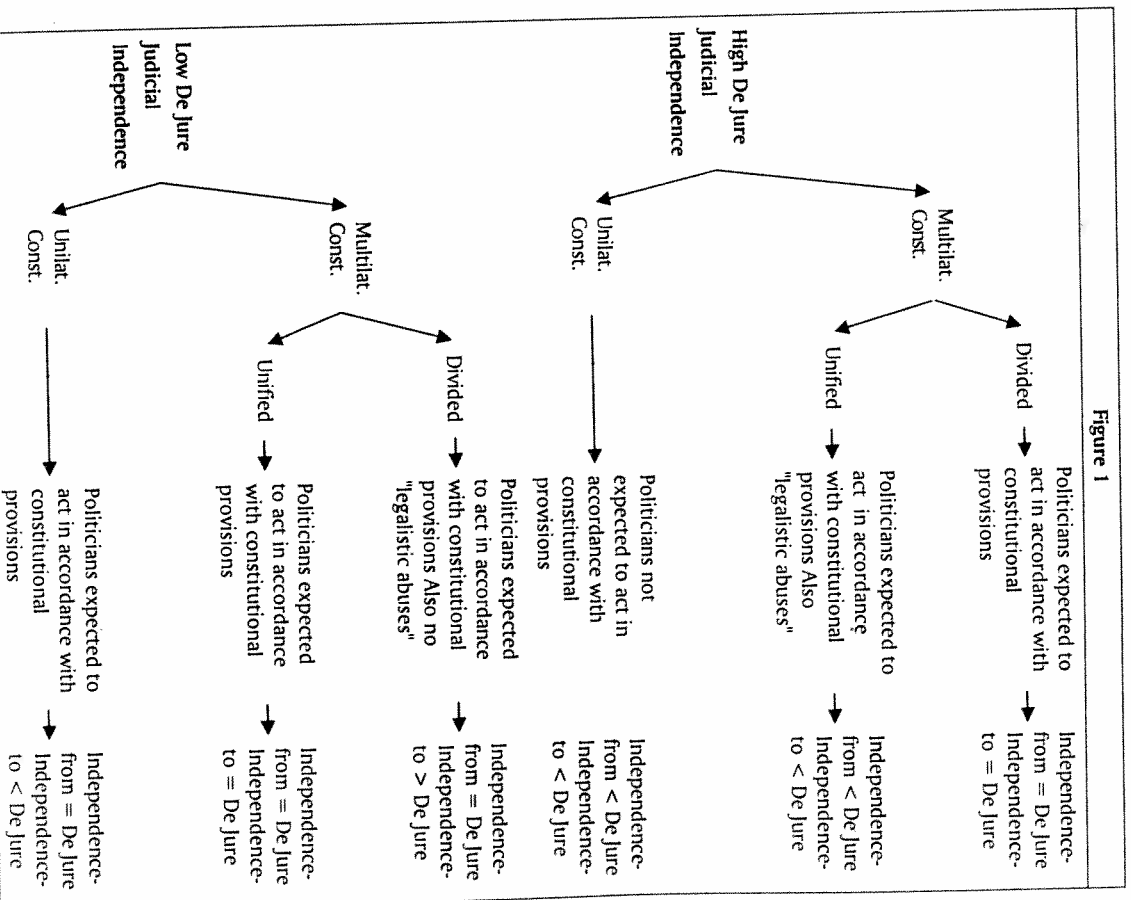 Figure 1
High De Jure
Judicial
Independence
Multilat.
Const.
Divided
Politicians expected to
act in accordance with
constitutional
provisions
Independence-
from = De Jure
Independence-
to = De Jure
Unified
Politicians expected to
act in accordance
with constitutional
provisions Also
"legalistic abuses"
Independence-
from < De Jure
Independence-
to < De Jure
Unilat.
Const.
Politicians not
expected to act in
accordance with
constitutional
provisions
Independence-
from < De Jure
Independence-
to < De Jure
Low De Jure
Judicial
Independence
Multilat.
Const.
Divided
Politicians expected
to act in accordance
with constitutional
provisions Also no
"legalistic abuses"
Independence-
from = De Jure
Independence-
to > De Jure
Unified
Politicians expected
to act in accordance
with constitutional
provisions
Independence-
from = De Jure
Independence-
to = De Jure
Unilat.
Const.
Politicians expected to
act in accordance with
constitutional
provisions
Independence-
from = De Jure
Independence-
to < De Jure